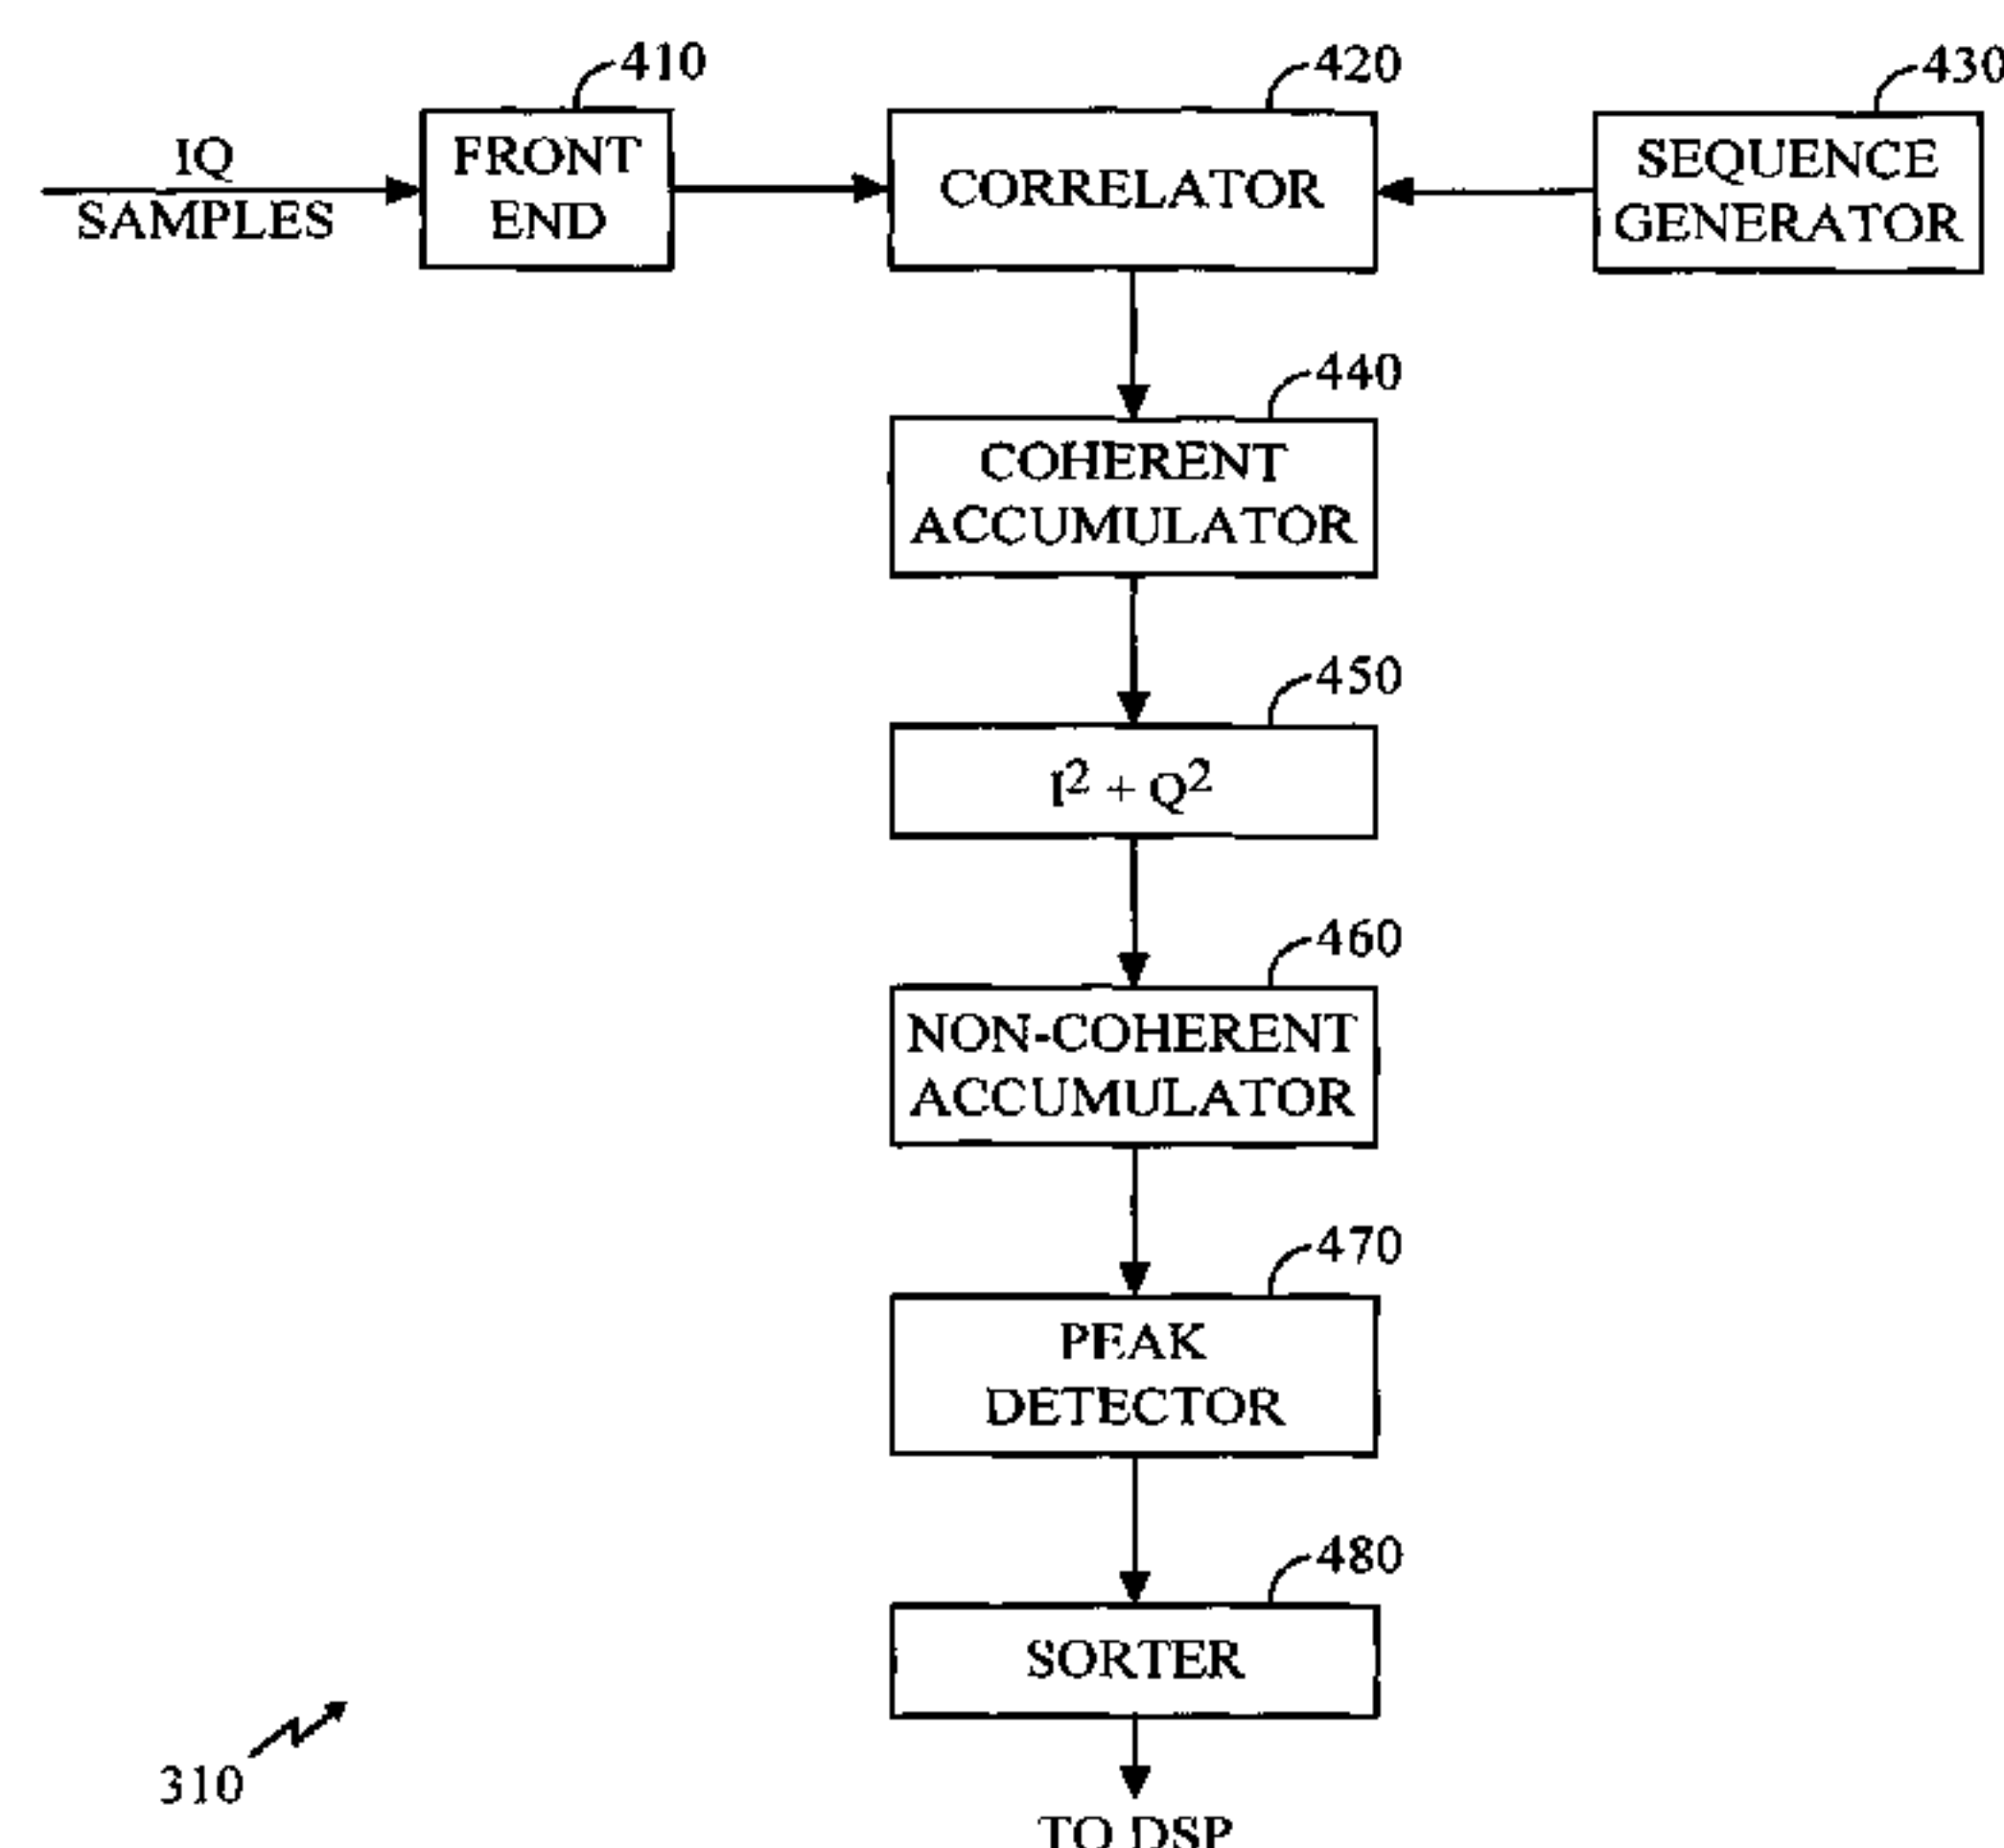 410
420
430
IQ
SAMPLES
FRONT
END
CORRELATOR
SEQUENCE
GENERATOR
440
COHERENT
ACCUMULATOR
450
I² + Q²
460
NON-COHERENT
ACCUMULATOR
470
PEAK
DETECTOR
480
SORTER
310
TO DSP